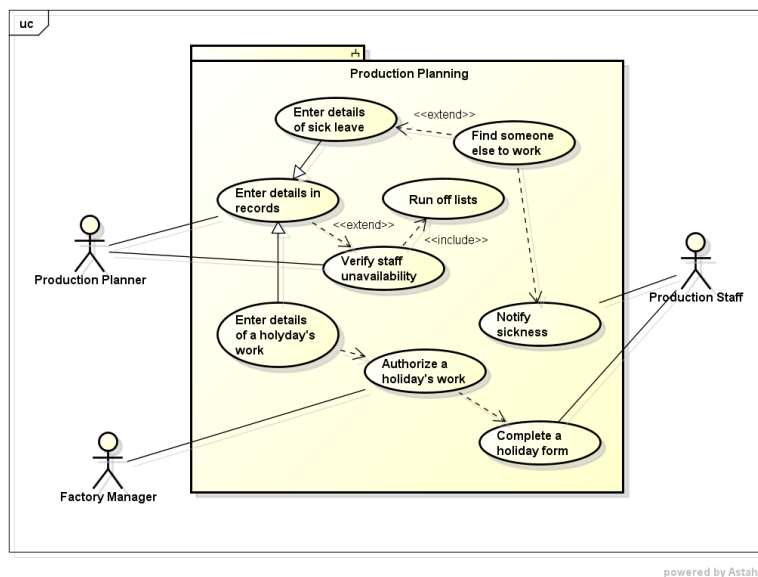 uc
Production Planning
Enter details
of sick leave
<<extend>>
Find someone
else to work
Enter details in
records
Run off lists
<<extend>>
<<include>>
Verify staff
unavailability
Production Planner
Production Staff
Enter details
of a holyday's
work
Notify
sickness
Authorize a
holiday's work
Complete a
holiday form
Factory Manager
powered by Astah